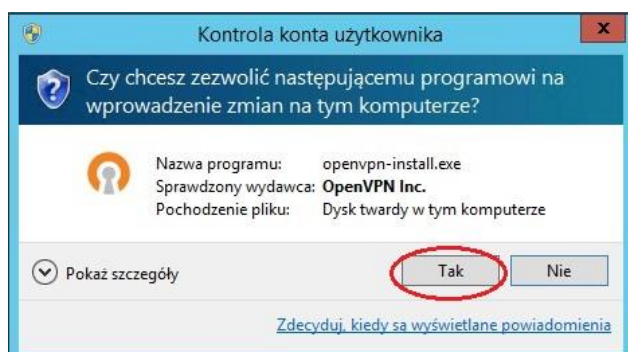 Kontrola konta użytkownika
Czy chcesz zezwolić następującemu programowi na
wprowadzenie zmian na tym komputerze?
Nazwa programu: openvpn-install.exe
Sprawdzony wydawca: OpenVPN Inc.
Pochodzenie pliku: Dysk twardy w tym komputerze
Pokaż szczegóły Tak Nie
Zdecyduj, kiedy są wyświetlane powiadomienia